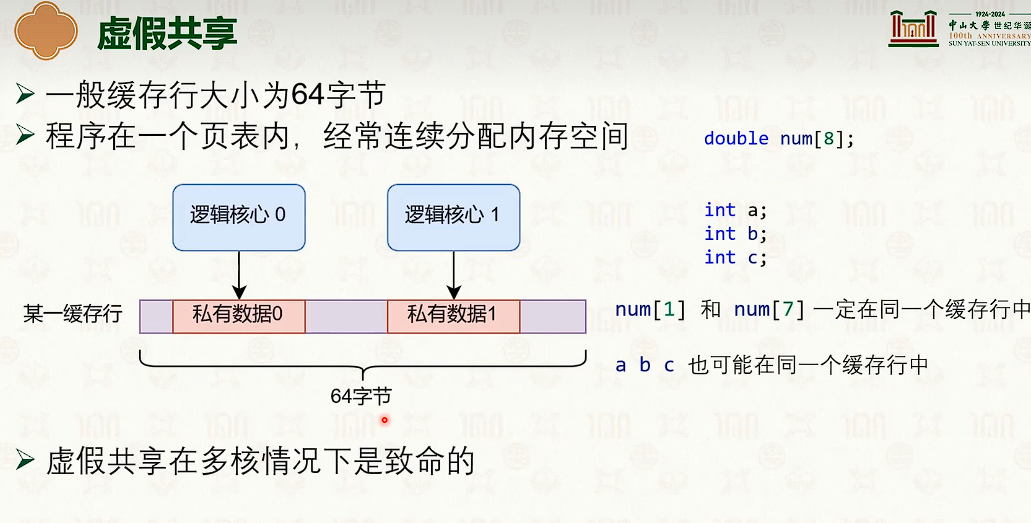 虚假共享
1924-2024
中山大学 世纪华诞
100th ANNIVERSARY
SUN YAT-SEN UNIVERSITY
一般缓存行大小为64字节
程序在一个页表内，经常连续分配内存空间
double num[8];
逻辑核心 0
逻辑核心 1
int a;
int b;
int c;
某一缓存行
私有数据0
私有数据1
num[1] 和 num[7] 一定在同一个缓存行中
64字节
a b c 也可能在同一个缓存行中
虚假共享在多核情况下是致命的